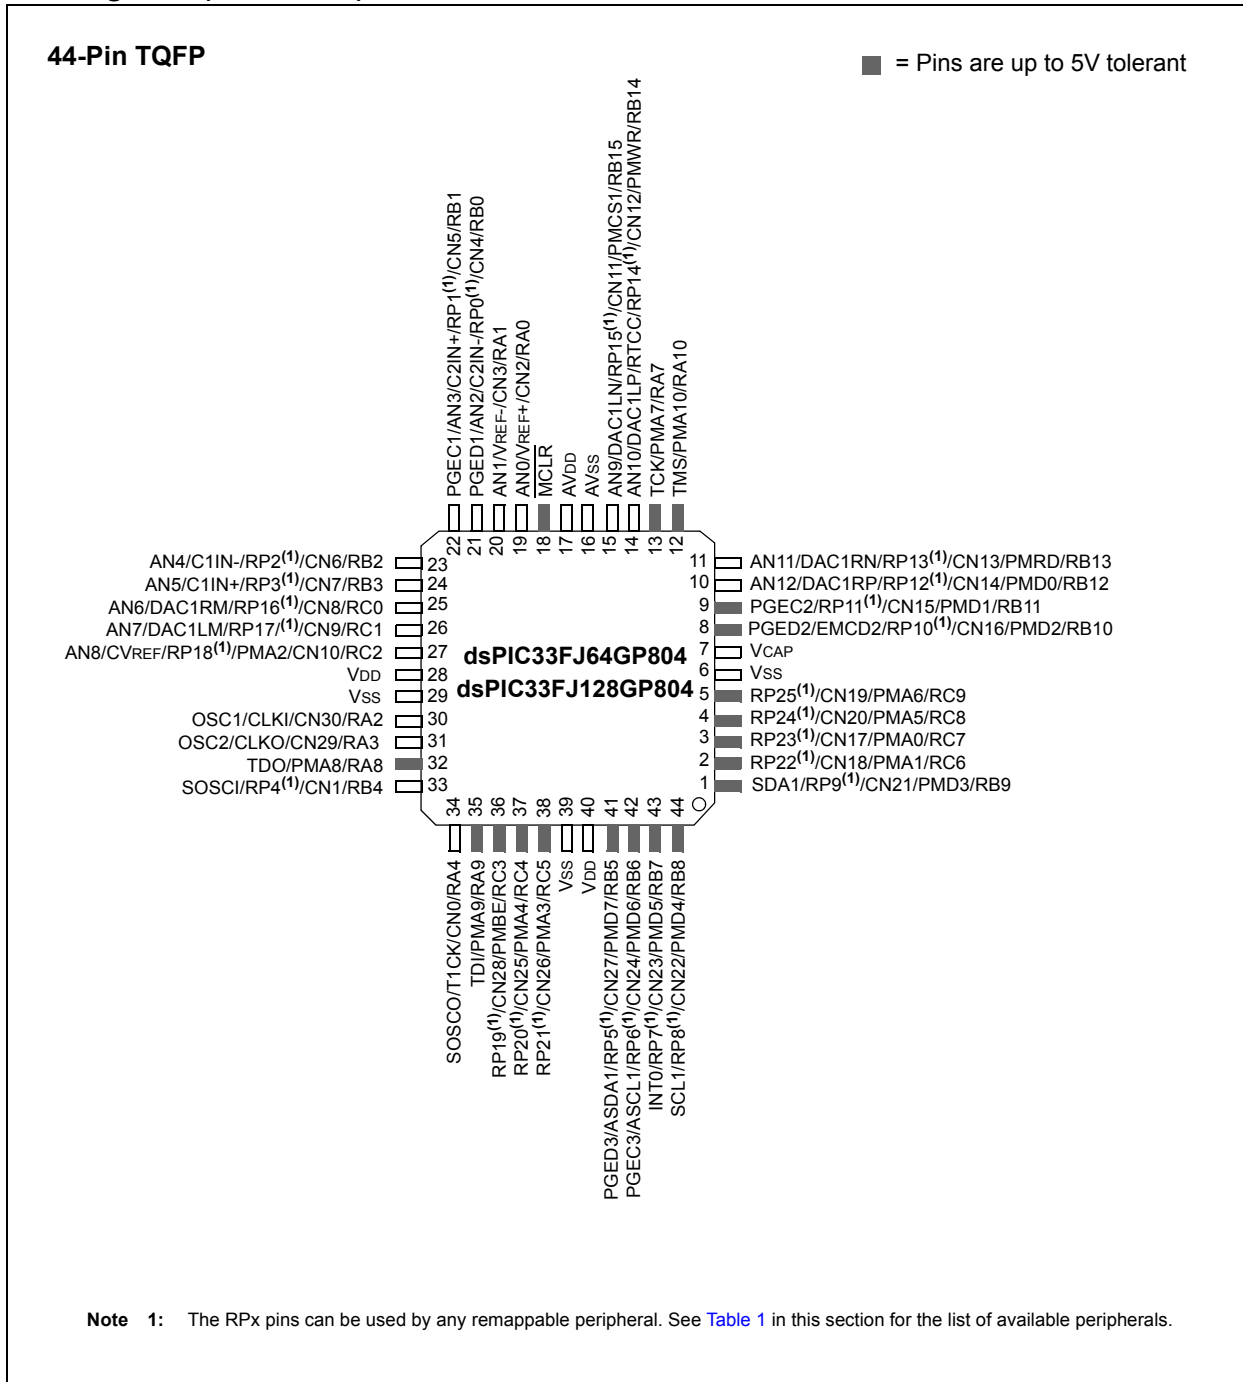 44-Pin TQFP
= Pins are up to 5V tolerant
PGEC1/AN3/C2IN+/RP1(1)/CN5/RB1
PGED1/AN2/C2IN-/RP0(1)/CN4/RB0
AN1/VREF-/CN3/RA1
AN0/VREF+/CN2/RA0
MCLR
AVDD
AVSS
AN9/DAC1LN/RP15(1)/CN11/PMCS1/RB15
AN10/DAC1LP/RTCC/RP14(1)/CN12/PMWR/RB14
TCK/PMA7/RA7
TMS/PMA10/RA10
22 21 20 19 18 17 16 15 14 13 12
AN4/C1IN-/RP2(1)/CN6/RB2 23
AN5/C1IN+/RP3(1)/CN7/RB3 24
AN6/DAC1RM/RP16(1)/CN8/RC0 25
AN7/DAC1LM/RP17/(1)/CN9/RC1 26
AN8/CVREF/RP18(1)/PMA2/CN10/RC2 27
VDD 28
VSS 29
OSC1/CLKI/CN30/RA2 30
OSC2/CLKO/CN29/RA3 31
TDO/PMA8/RA8 32
SOSCI/RP4(1)/CN1/RB4 33
dsPIC33FJ64GP804
dsPIC33FJ128GP804
11 AN11/DAC1RN/RP13(1)/CN13/PMRD/RB13
10 AN12/DAC1RP/RP12(1)/CN14/PMD0/RB12
9 PGEC2/RP11(1)/CN15/PMD1/RB11
8 PGED2/EMCD2/RP10(1)/CN16/PMD2/RB10
7 VCAP
6 VSS
5 RP25(1)/CN19/PMA6/RC9
4 RP24(1)/CN20/PMA5/RC8
3 RP23(1)/CN17/PMA0/RC7
2 RP22(1)/CN18/PMA1/RC6
1 SDA1/RP9(1)/CN21/PMD3/RB9
34 35 36 37 38 39 40 41 42 43 44
SOSCO/T1CK/CN0/RA4
TDI/PMA9/RA9
RP19(1)/CN28/PMBE/RC3
RP20(1)/CN25/PMA4/RC4
RP21(1)/CN26/PMA3/RC5
VSS
VDD
PGED3/ASDA1/RP5(1)/CN27/PMD7/RB5
PGEC3/ASCL1/RP6(1)/CN24/PMD6/RB6
INT0/RP7(1)/CN23/PMD5/RB7
SCL1/RP8(1)/CN22/PMD4/RB8
Note 1: The RPx pins can be used by any remappable peripheral. See Table 1 in this section for the list of available peripherals.